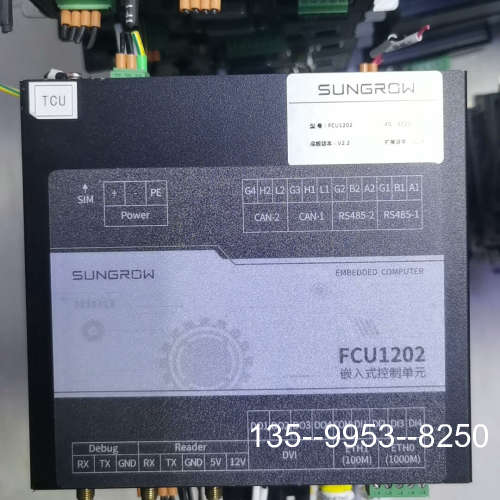 TCU
SUNGROW
型 号：FCU1202
底板版本：V2.2
SIM
+ - PE
Power
G4 H2 L2 G3 H1 L1 G2 B2 A2 G1 B1 A1
CAN-2 CAN-1 RS485-2 RS485-1
SUNGROW
EMBEDDED COMPUTER
FCU1202
嵌入式控制单元
135--9953--8250
Debug Reader
DVI ETH1 ETH0
RX TX GND RX TX GND 5V 12V
(100M) (1000M)